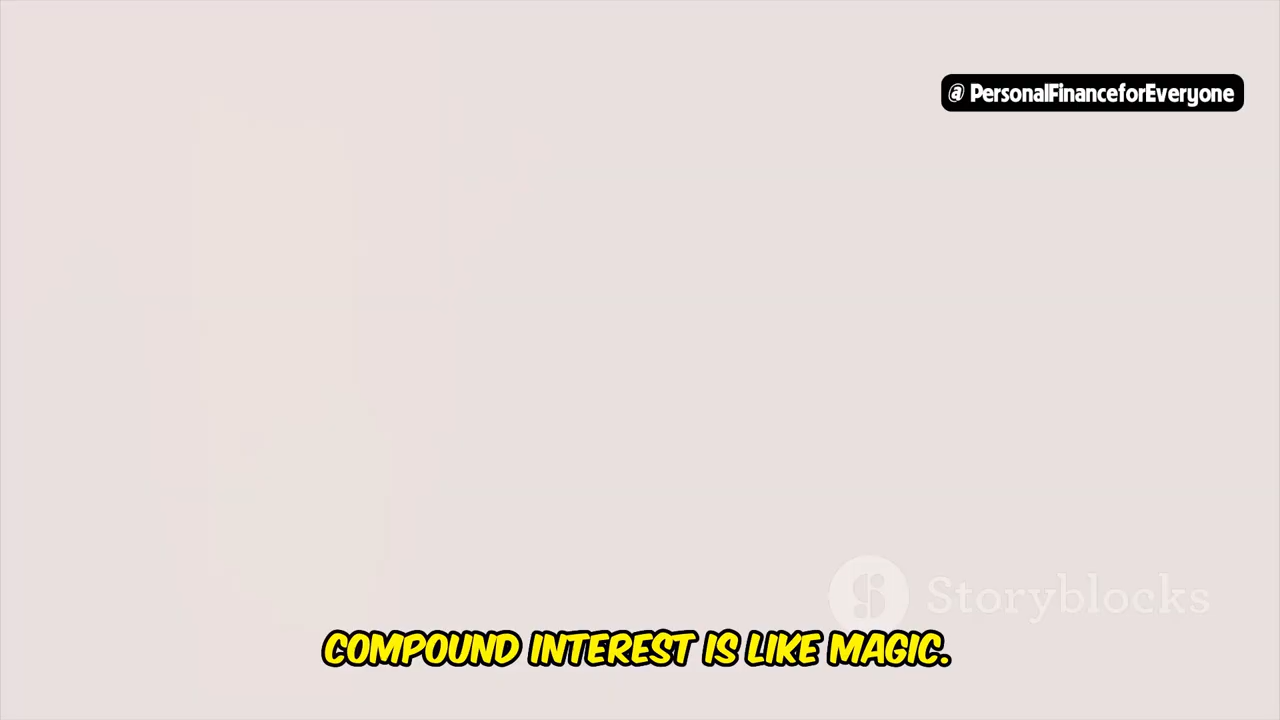 @ PersonalFinanceforEveryone
Storyblocks
COMPOUND INTEREST IS LIKE MAGIC.